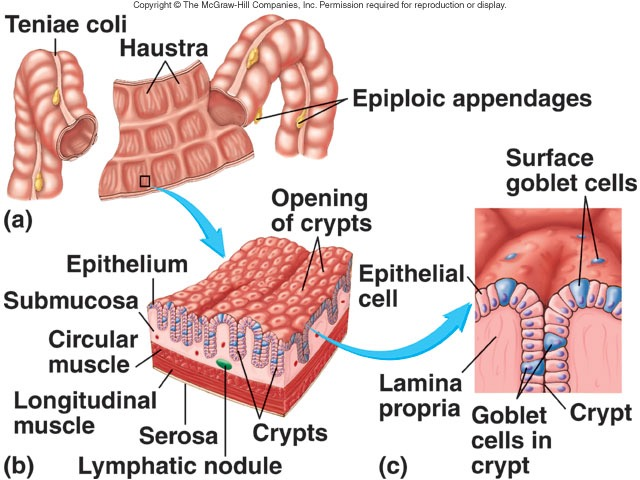 Copyright © The McGraw-Hill Companies, Inc. Permission required for reproduction or display.
Teniae coli
Haustra
Epiploic appendages
(a)
Surface
goblet cells
Opening
of crypts
Epithelium
Submucosa
Circular
muscle
Longitudinal
muscle
Serosa
Crypts
(b)
Lymphatic nodule
Epithelial
cell
Lamina
propria
Goblet
cells in
crypt
Crypt
(c)